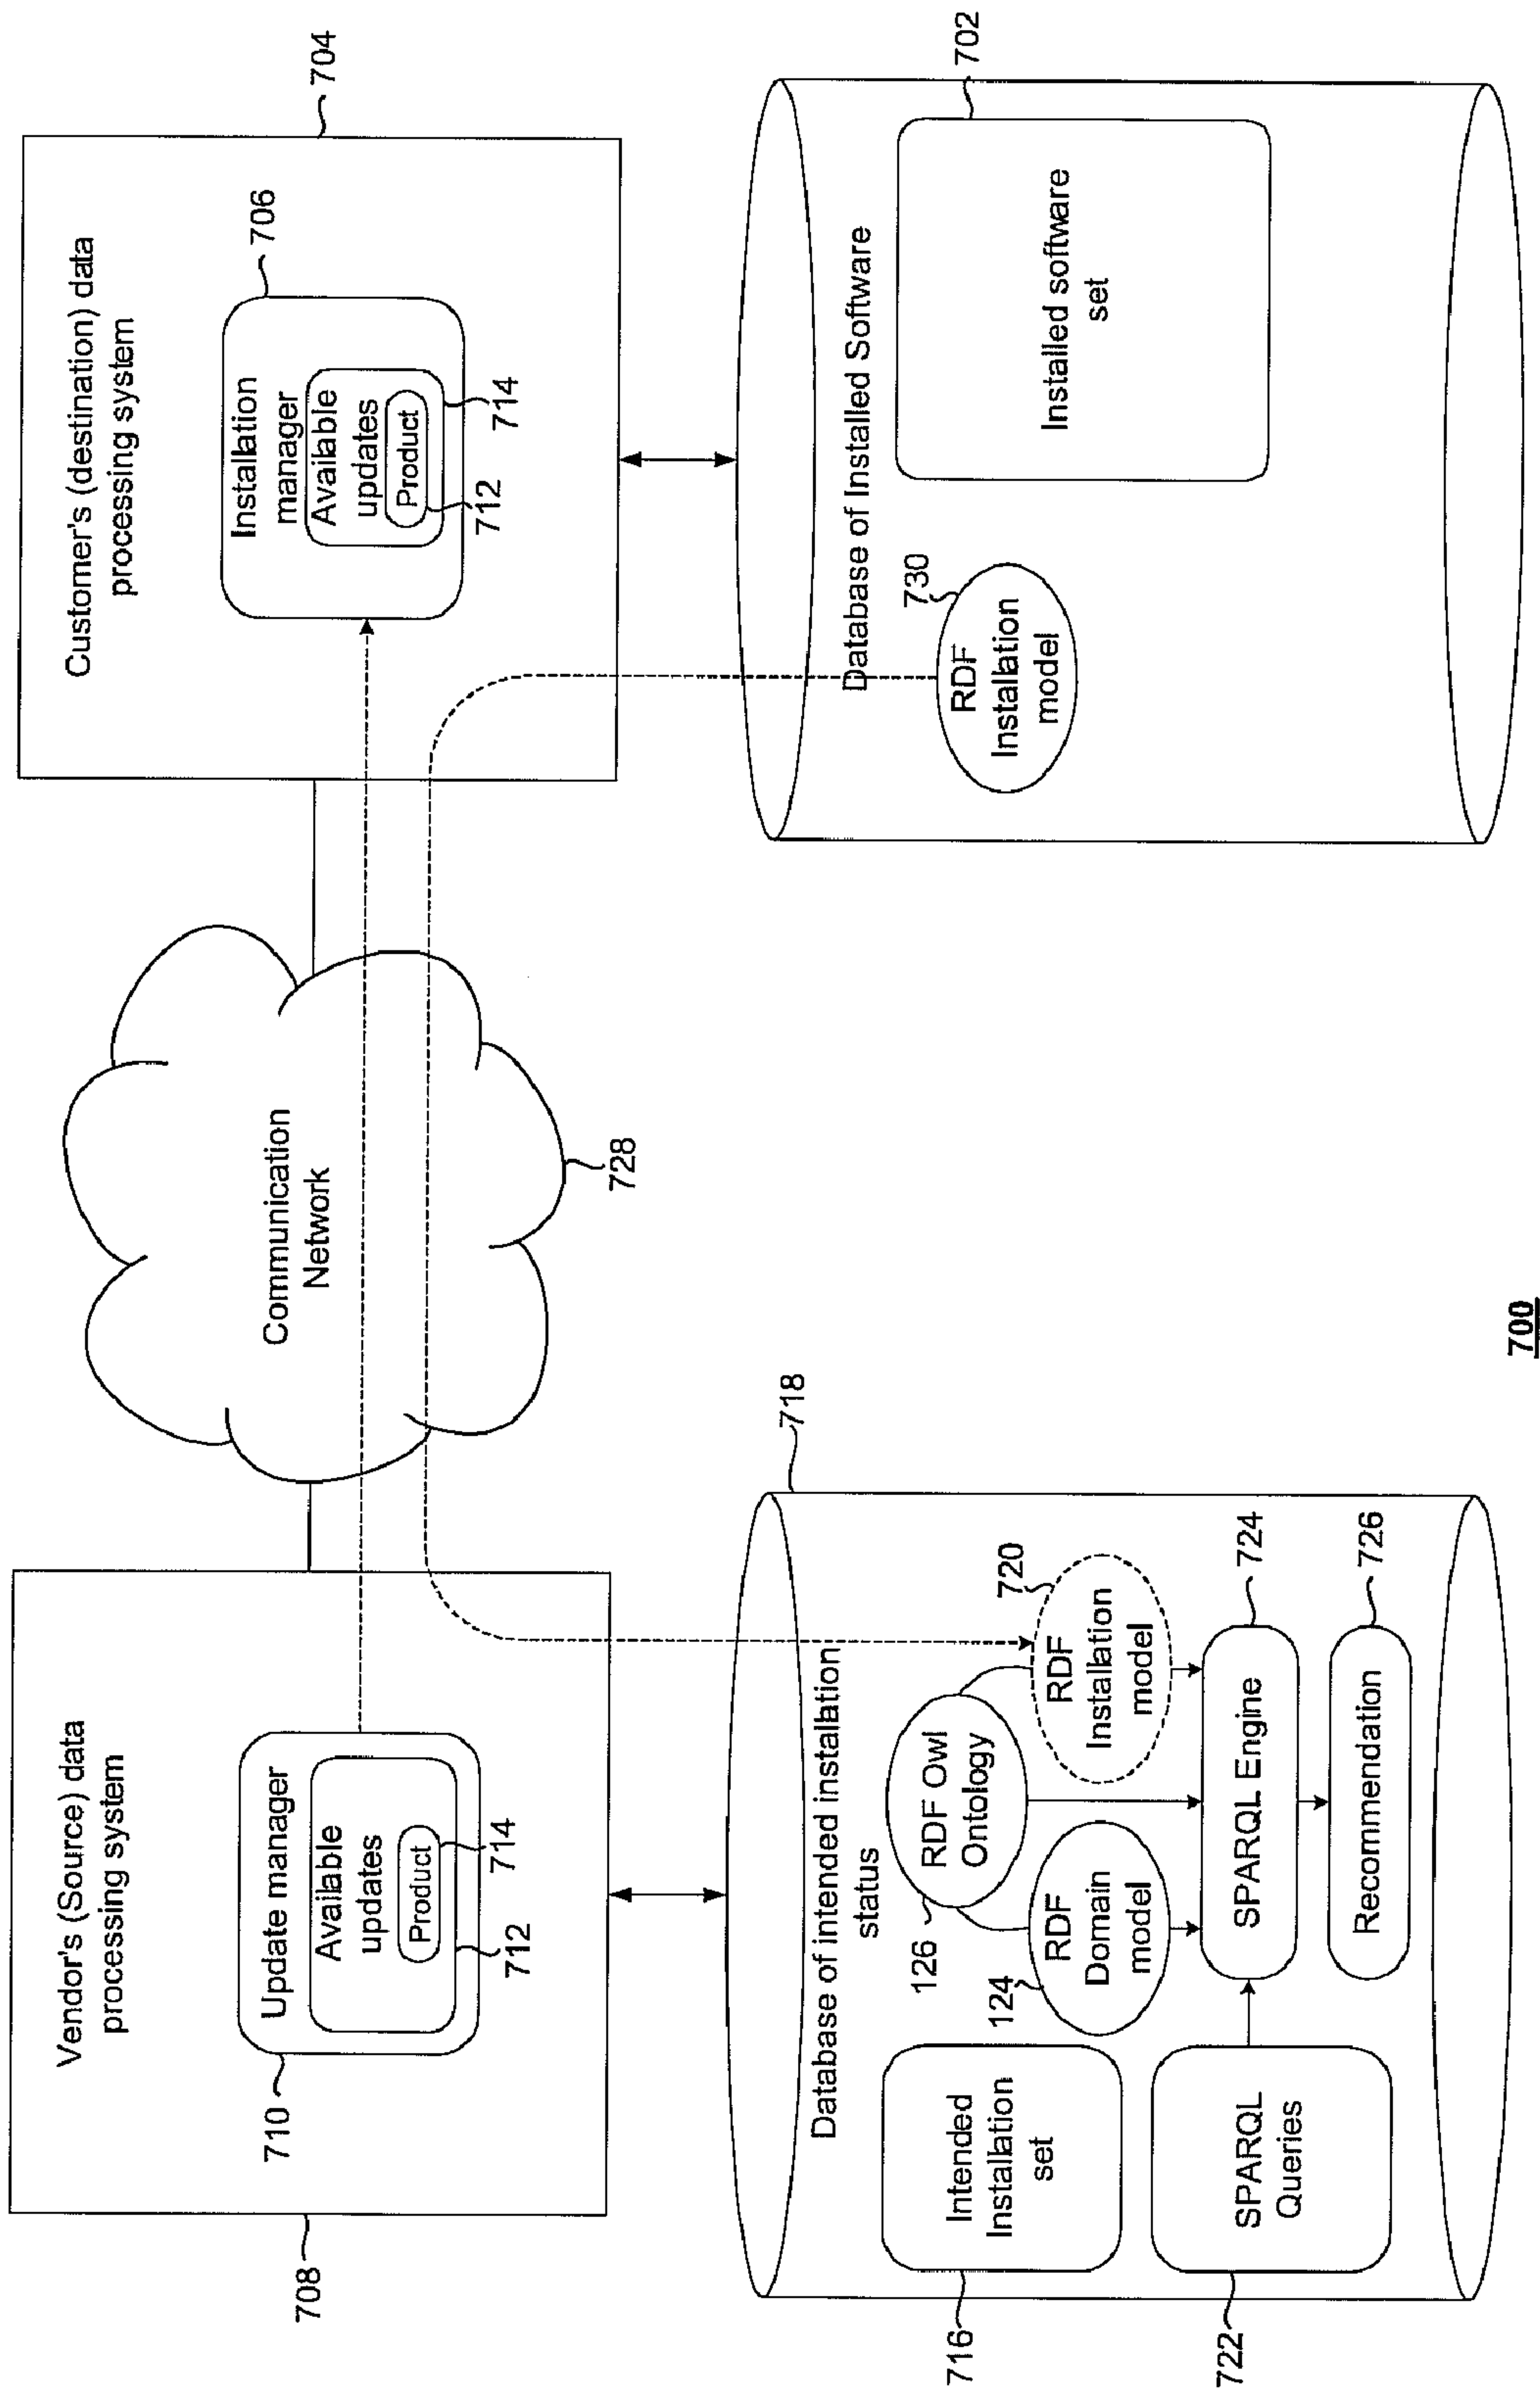 Vendor's (Source) data
processing system
708
710
Update manager
Available
updates
Product
714
712
Communication
Network
728
Customer's (destination) data
processing system
704
706
Installation
manager
Available
updates
Product
714
712
Database of intended instalation
status
718
716
Intended
Installation
set
126
RDF Owl
Ontology
124
RDF
Domain
model
720
RDF
Installation
model
722
SPARQL
Queries
SPARQL Engine
724
Recommendation
726
Database of Installed Software
730
RDF
Installation
model
702
Installed software
set
700